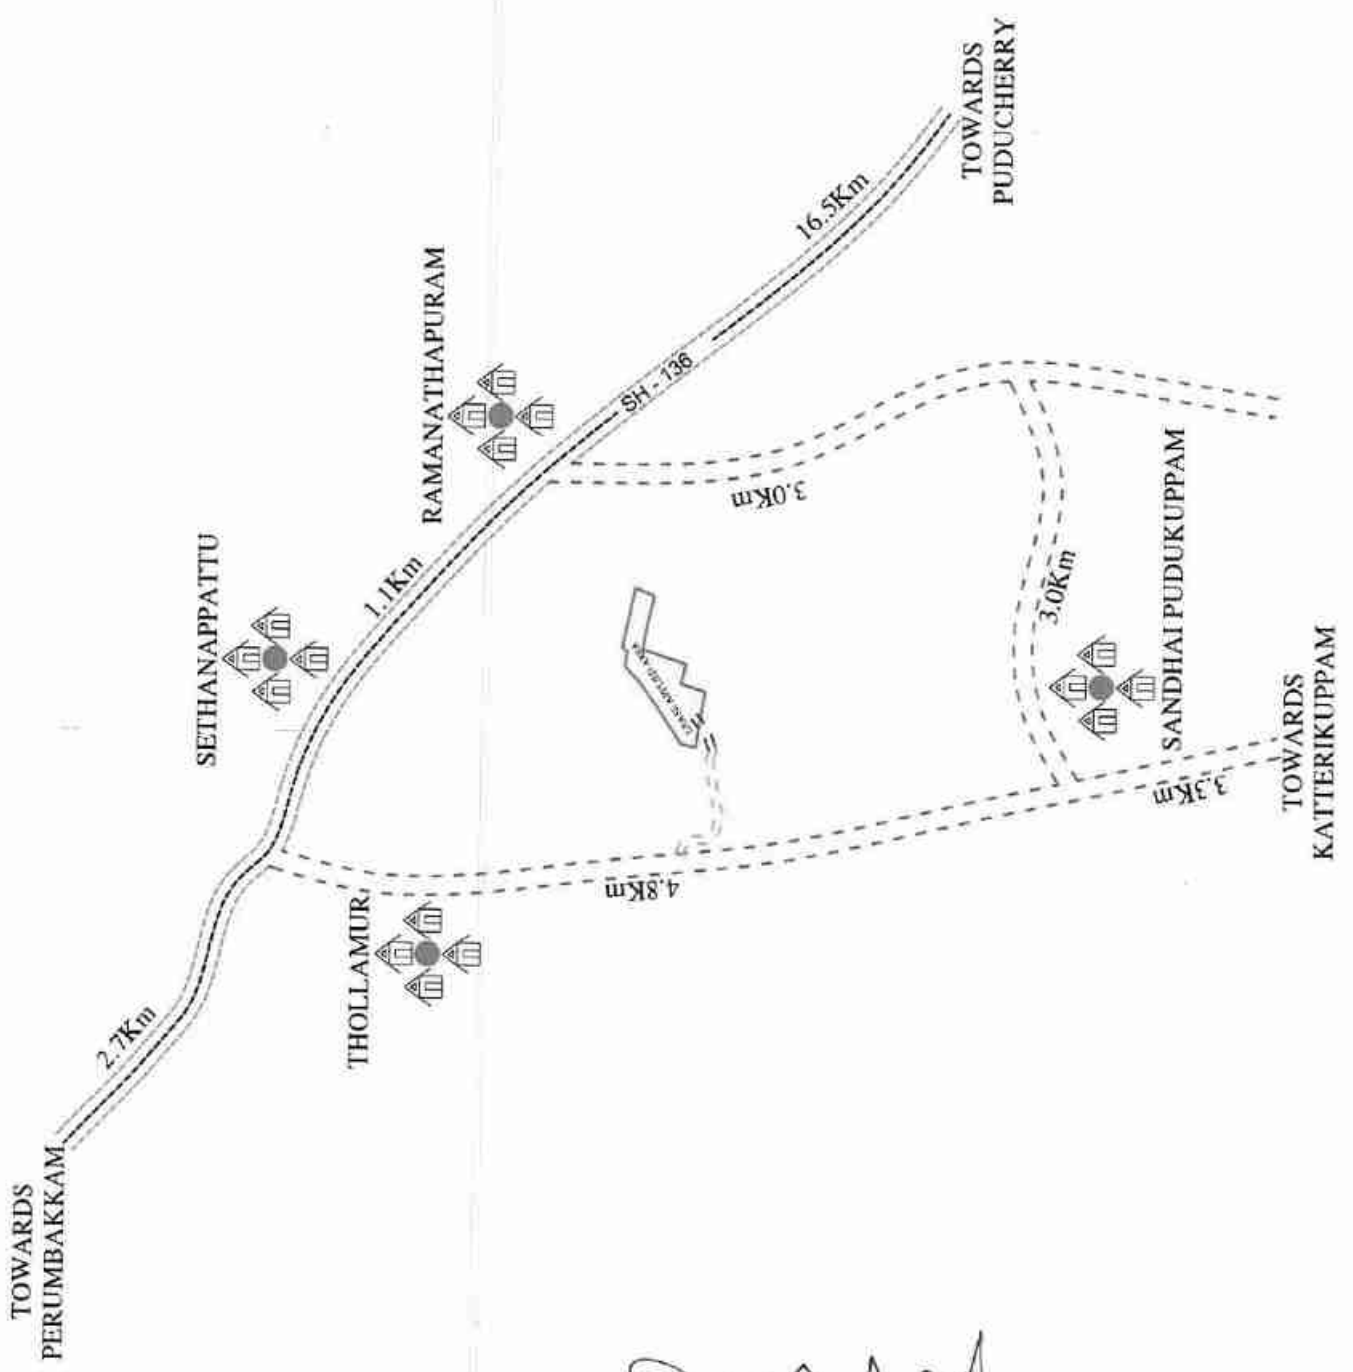 TOWARDS
PERUMBAKKAM
2.7Km
SETHANAPPATTU
THOLLAMUR
1.1Km
RAMANATHAPURAM
SH - 136
16.5Km
TOWARDS
PUDUCHERRY
3.0Km
4.8Km
3.0Km
SANDHAI PUDUKUPPAM
3.3Km
TOWARDS
KATTERIKUPPAM